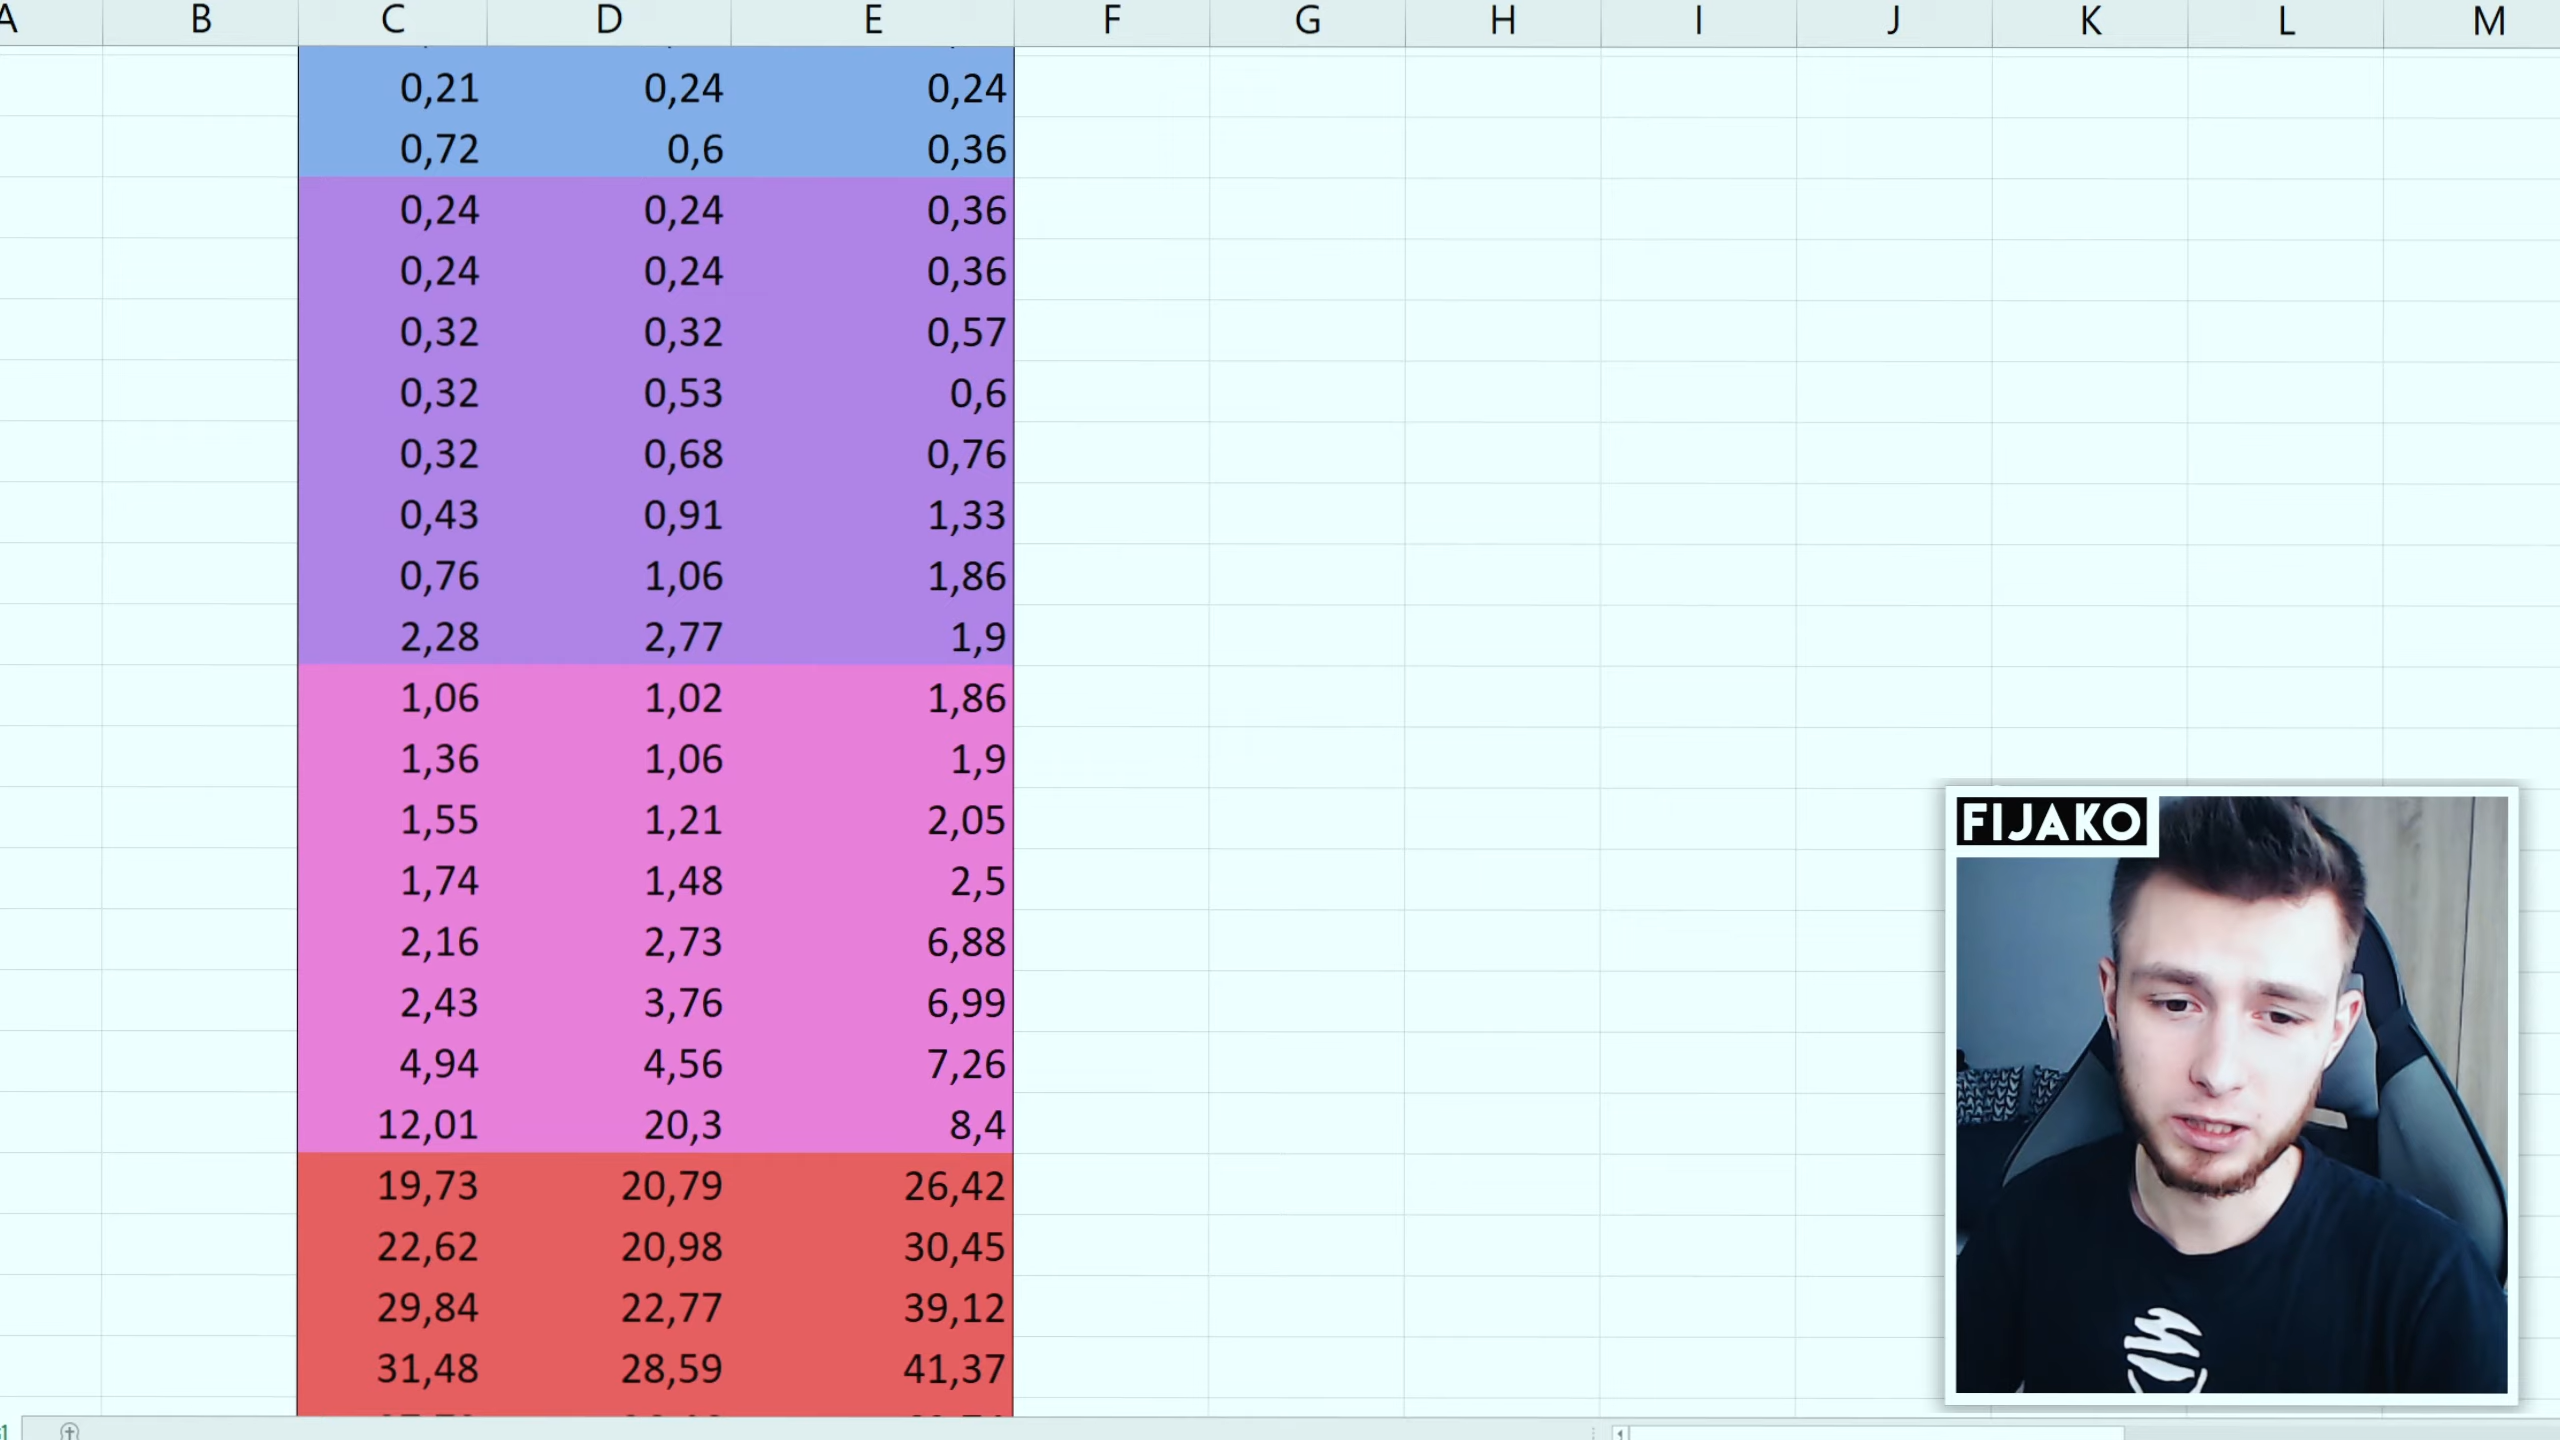 A B C D E F G H I J K L M
0,21 0,24 0,24
0,72 0,6 0,36
0,24 0,24 0,36
0,24 0,24 0,36
0,32 0,32 0,57
0,32 0,53 0,6
0,32 0,68 0,76
0,43 0,91 1,33
0,76 1,06 1,86
2,28 2,77 1,9
1,06 1,02 1,86
1,36 1,06 1,9
1,55 1,21 2,05
1,74 1,48 2,5
2,16 2,73 6,88
2,43 3,76 6,99
4,94 4,56 7,26
12,01 20,3 8,4
19,73 20,79 26,42
22,62 20,98 30,45
29,84 22,77 39,12
31,48 28,59 41,37
FIJAKO